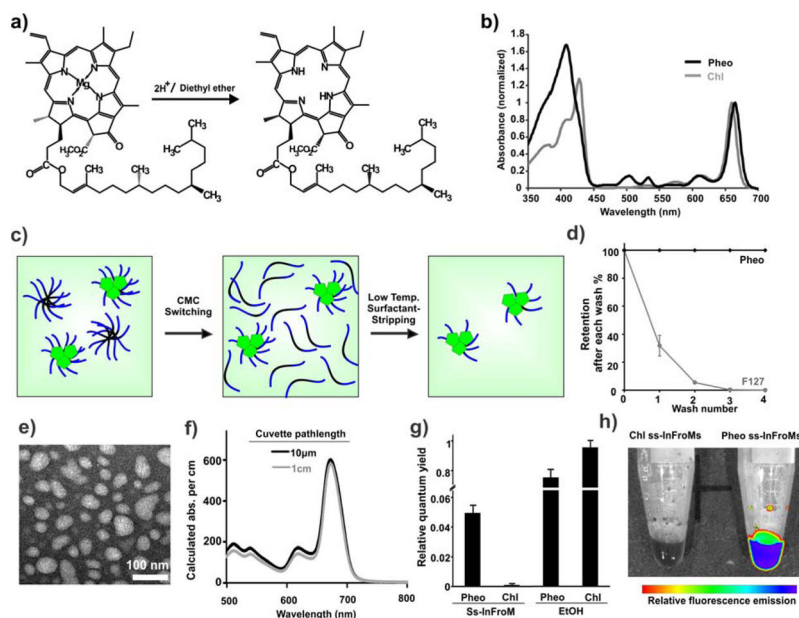 a)
Mg
N
N
N
N
2H⁺/ Diethyl ether
NH
N
N
HN
H₃CO₂C
O
O
O
CH₃
CH₃
CH₃
CH₃
CH₃
H₃CO₂C
O
O
O
CH₃
CH₃
CH₃
CH₃
CH₃
b)
Absorbance (normalized)
1.8
1.6
1.4
1.2
1
0.8
0.6
0.4
0.2
0
350 400 450 500 550 600 650 700
Wavelength (nm)
Pheo
Chl
c)
CMC
Switching
Low Temp.
Surfactant-
Stripping
d)
Retention
after each wash %
100
80
60
40
20
0
0 1 2 3 4
Wash number
Pheo
F127
e)
100 nm
f)
Cuvette pathlength
10µm
1cm
Calculated abs. per cm
600
400
200
0
500 600 700 800
Wavelength (nm)
g)
Relative quantum yield
1
0.8
0.06
0.04
0.02
0
Pheo Chl Pheo Chl
Ss-InFroM EtOH
h)
Chl ss-InFroMs Pheo ss-InFroMs
Relative fluorescence emission